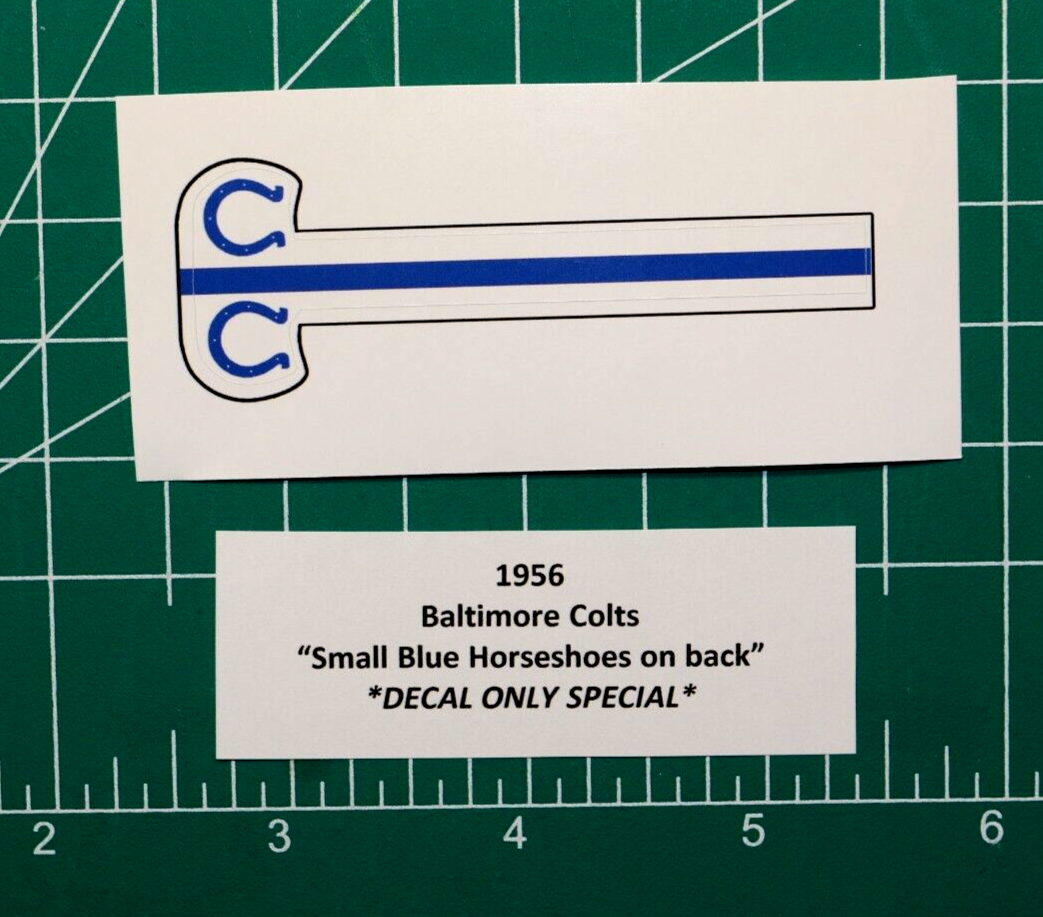 1956
Baltimore Colts
“Small Blue Horseshoes on back”
*DECAL ONLY SPECIAL*
2 3 4 5 6